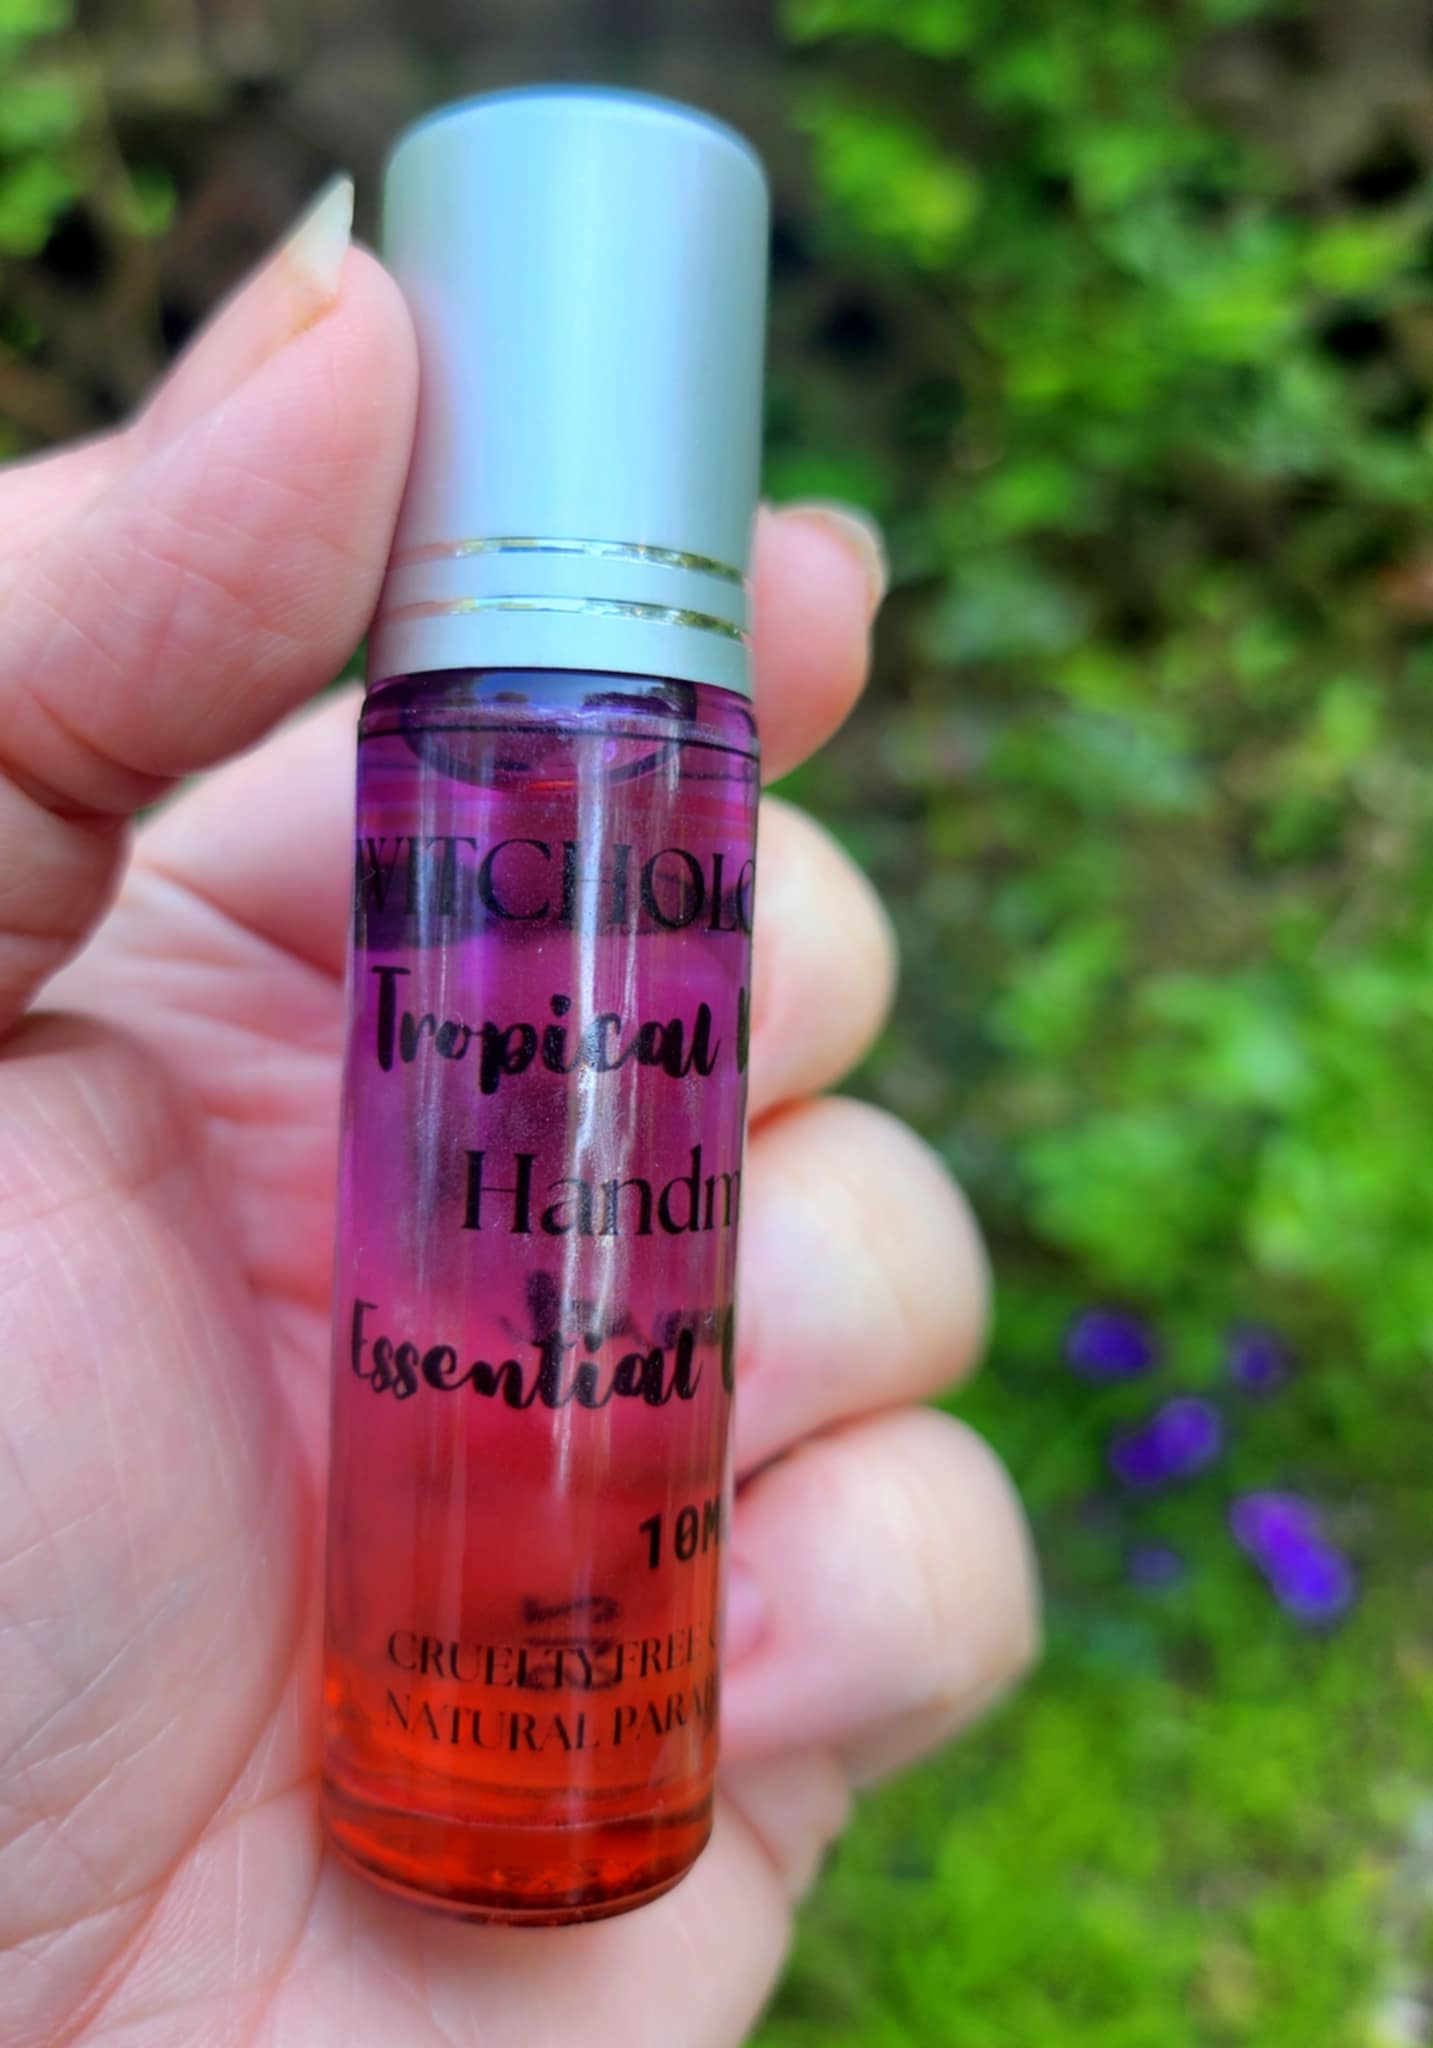 WITCHOLO
Tropical
Handm
Essential
10M
CRUELTY FREE
NATURAL PARA